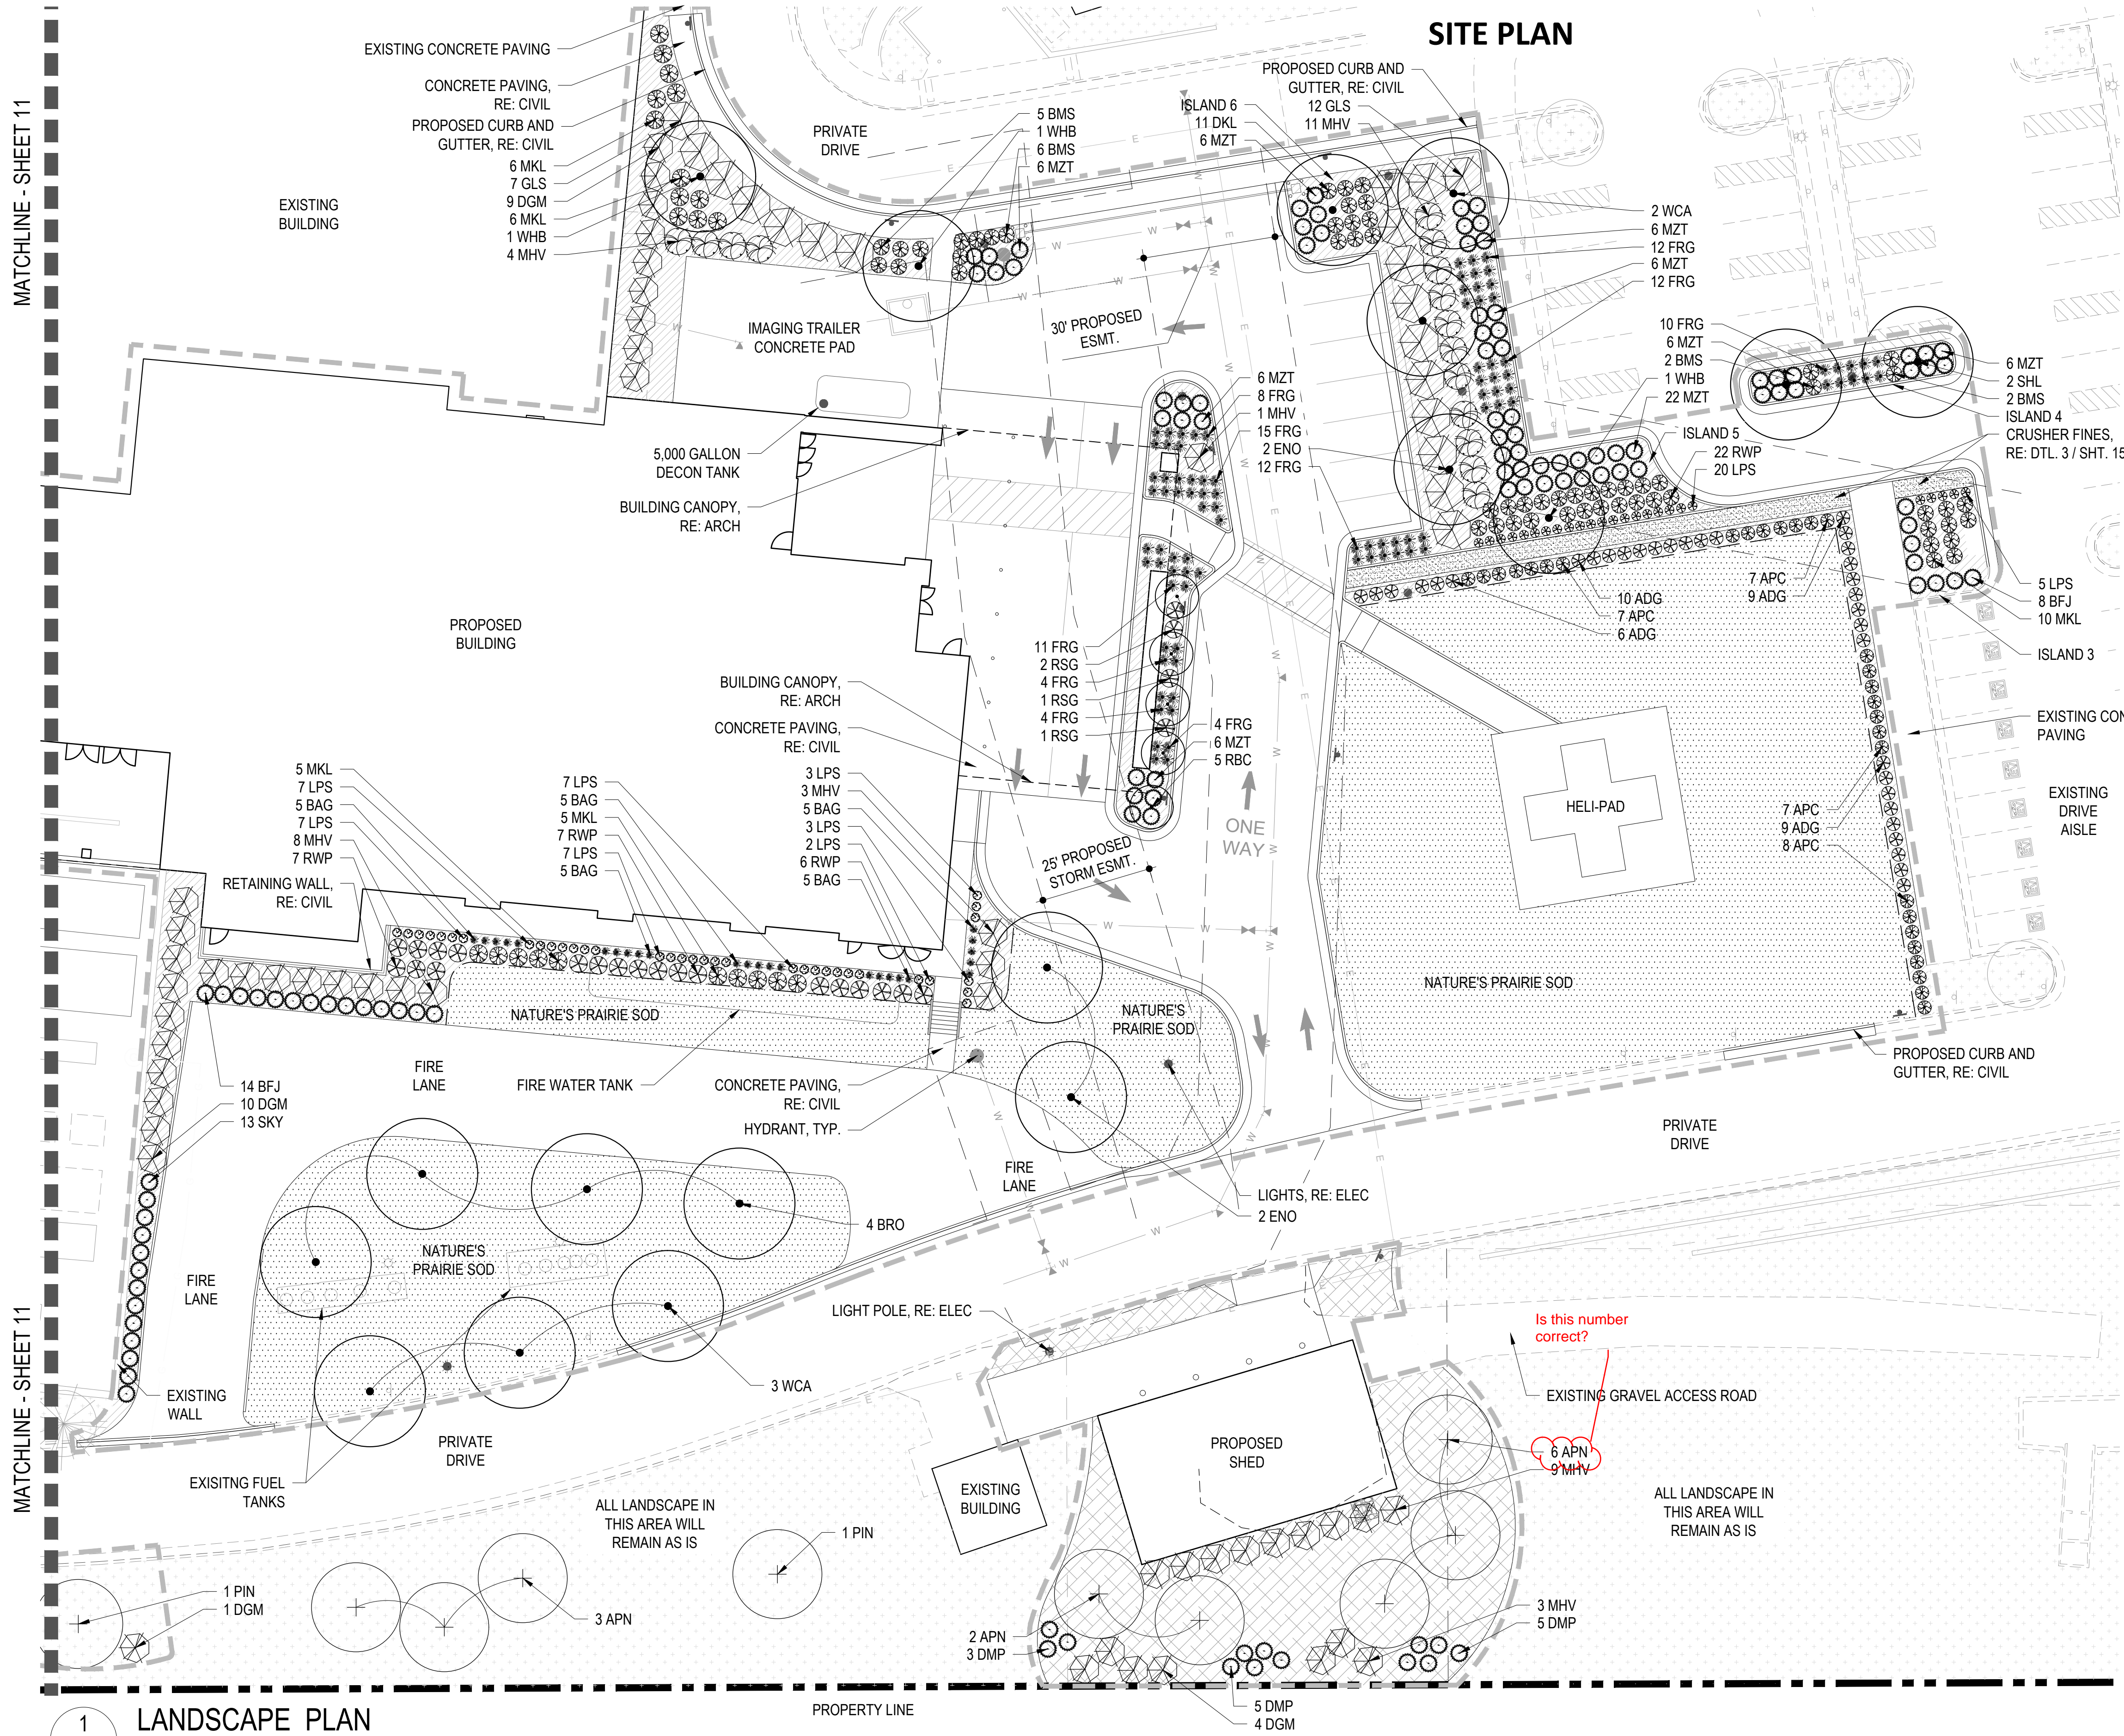 SITE PLAN
MATCHLINE - SHEET 11
EXISTING CONCRETE PAVING
CONCRETE PAVING,
RE: CIVIL
PROPOSED CURB AND
GUTTER, RE: CIVIL
6 MKL
7 GLS
9 DGM
6 MKL
1 WHB
4 MHV
EXISTING
BUILDING
PRIVATE
DRIVE
5 BMS
1 WHB
6 BMS
6 MZT
PROPOSED CURB AND
GUTTER, RE: CIVIL
12 GLS
11 MHV
ISLAND 6
11 DKL
6 MZT
2 WCA
6 MZT
12 FRG
6 MZT
12 FRG
10 FRG
6 MZT
2 BMS
1 WHB
22 MZT
ISLAND 5
22 RWP
20 LPS
6 MZT
2 SHL
2 BMS
ISLAND 4
CRUSHER FINES,
RE: DTL. 3 / SHT. 15
IMAGING TRAILER
CONCRETE PAD
30' PROPOSED
ESMT.
5,000 GALLON
DECON TANK
BUILDING CANOPY,
RE: ARCH
6 MZT
8 FRG
1 MHV
15 FRG
2 ENO
12 FRG
PROPOSED
BUILDING
7 APC
9 ADG
10 ADG
7 APC
6 ADG
5 LPS
8 BFJ
10 MKL
ISLAND 3
11 FRG
2 RSG
4 FRG
1 RSG
4 FRG
1 RSG
BUILDING CANOPY,
RE: ARCH
CONCRETE PAVING,
RE: CIVIL
4 FRG
6 MZT
5 RBC
EXISTING CON
PAVING
EXISTING
DRIVE
AISLE
HELI-PAD
7 APC
9 ADG
8 APC
5 MKL
7 LPS
5 BAG
7 LPS
8 MHV
7 RWP
RETAINING WALL,
RE: CIVIL
7 LPS
5 BAG
5 MKL
7 RWP
7 LPS
5 BAG
3 LPS
3 MHV
5 BAG
3 LPS
2 LPS
6 RWP
5 BAG
ONE
WAY
25' PROPOSED
STORM ESMT.
NATURE'S PRAIRIE SOD
NATURE'S PRAIRIE SOD
NATURE'S
PRAIRIE SOD
14 BFJ
10 DGM
13 SKY
FIRE
LANE
FIRE WATER TANK
CONCRETE PAVING,
RE: CIVIL
HYDRANT, TYP.
PROPOSED CURB AND
GUTTER, RE: CIVIL
PRIVATE
DRIVE
FIRE
LANE
LIGHTS, RE: ELEC
2 ENO
4 BRO
NATURE'S
PRAIRIE SOD
FIRE
LANE
LIGHT POLE, RE: ELEC
3 WCA
EXISTING
WALL
MATCHLINE - SHEET 11
Is this number
correct?
EXISTING GRAVEL ACCESS ROAD
6 APN
9 MHV
PRIVATE
DRIVE
EXISITNG FUEL
TANKS
PROPOSED
SHED
EXISTING
BUILDING
ALL LANDSCAPE IN
THIS AREA WILL
REMAIN AS IS
ALL LANDSCAPE IN
THIS AREA WILL
REMAIN AS IS
1 PIN
1 PIN
1 DGM
3 APN
2 APN
3 DMP
3 MHV
5 DMP
5 DMP
4 DGM
PROPERTY LINE
1
LANDSCAPE PLAN